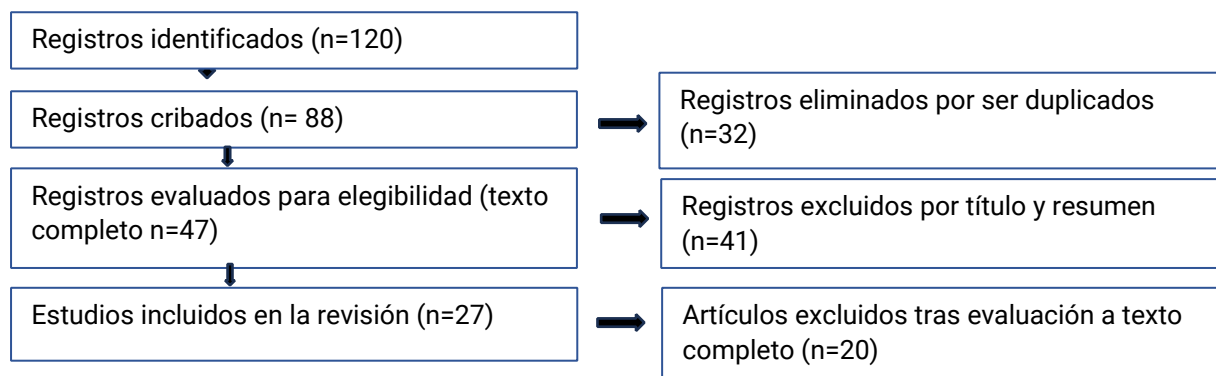 Registros identificados (n=120)
Registros cribados (n= 88)
Registros eliminados por ser duplicados
(n=32)
Registros evaluados para elegibilidad (texto
completo n=47)
Registros excluidos por título y resumen
(n=41)
Estudios incluidos en la revisión (n=27)
Artículos excluidos tras evaluación a texto
completo (n=20)